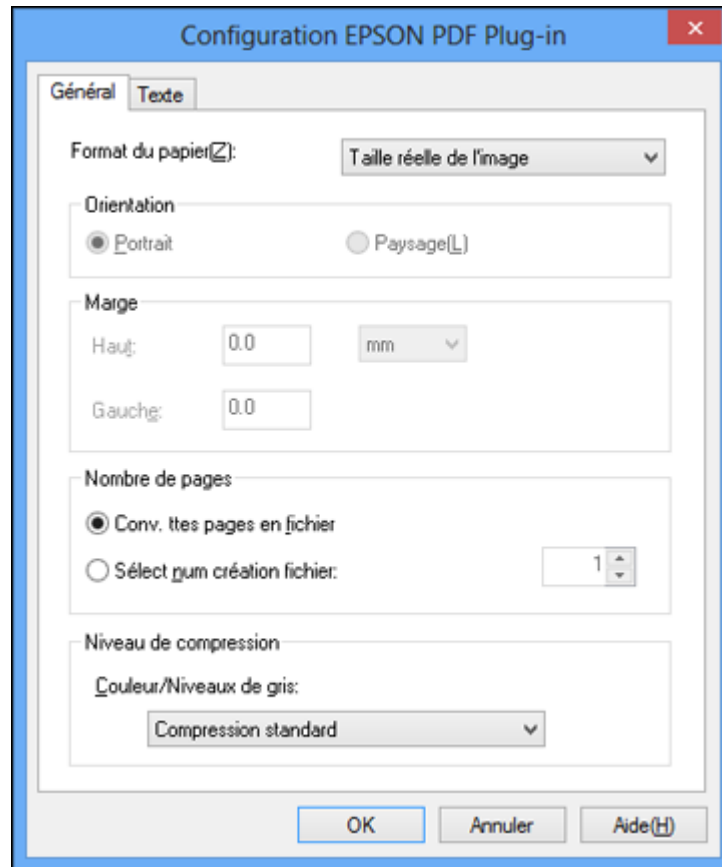 Configuration EPSON PDF Plug-in
Général Texte
Format du papier(Z): Taille réelle de l'image
Orientation
Portrait Paysage(L)
Marge
Haut: 0.0 mm
Gauche: 0.0
Nombre de pages
Conv. ttes pages en fichier
Sélect num création fichier: 1
Niveau de compression
Couleur/Niveaux de gris:
Compression standard
OK Annuler Aide(H)